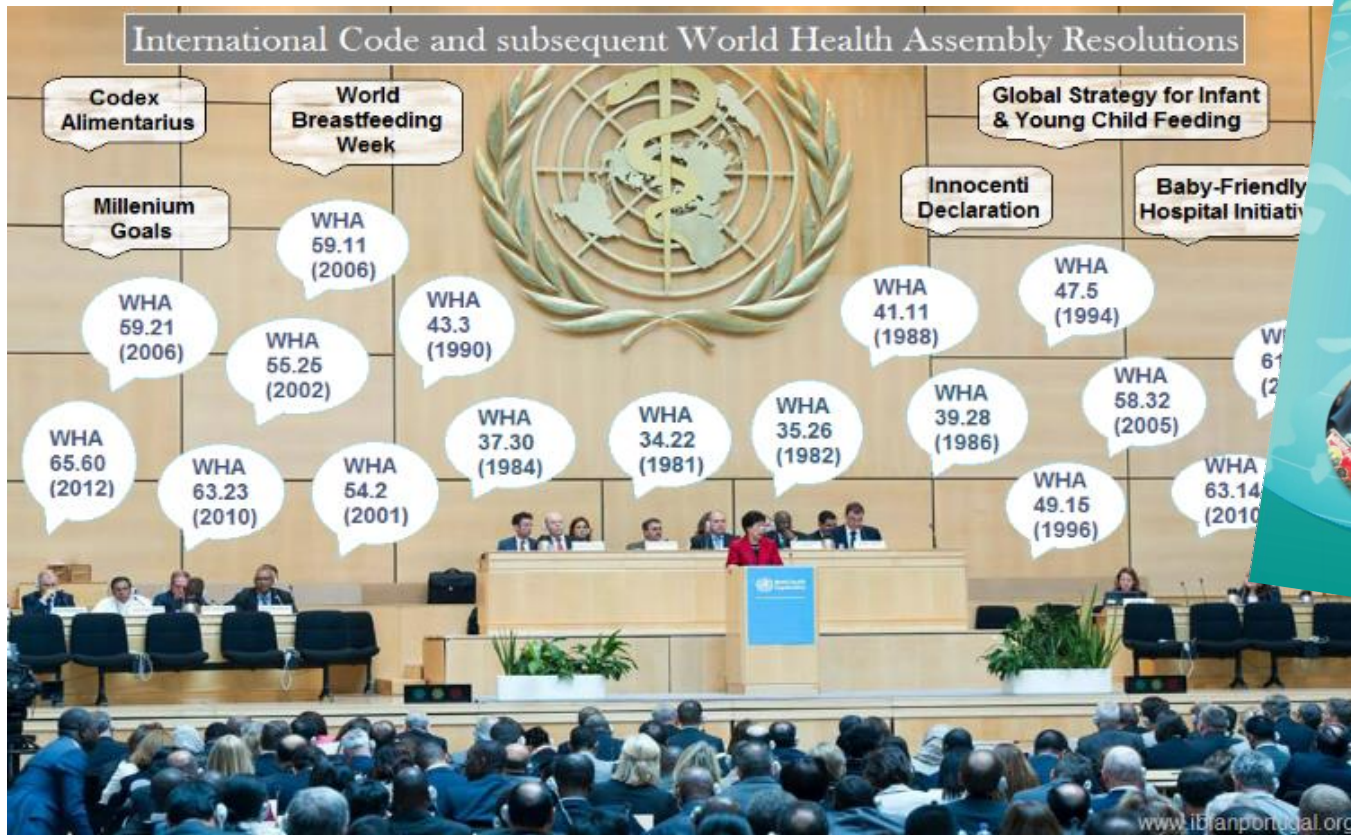 International Code and subsequent World Health Assembly Resolutions
Codex
Alimentarius
World
Breastfeeding
Week
Global Strategy for Infant
& Young Child Feeding
Millenium
Goals
Innocenti
Declaration
Baby-Friendly
Hospital
WHA
59.11
(2006)
WHA
59.21
(2006)
WHA
55.25
(2002)
WHA
43.3
(1990)
WHA
41.11
(1988)
WHA
47.5
(1994)
WHA
65.60
(2012)
WHA
63.23
(2010)
WHA
54.2
(2001)
WHA
37.30
(1984)
WHA
34.22
(1981)
WHA
35.26
(1982)
WHA
39.28
(1986)
WHA
58.32
(2005)
WHA
49.15
(1996)
WHA
63.14
(2010
www.ibfanportugal.org